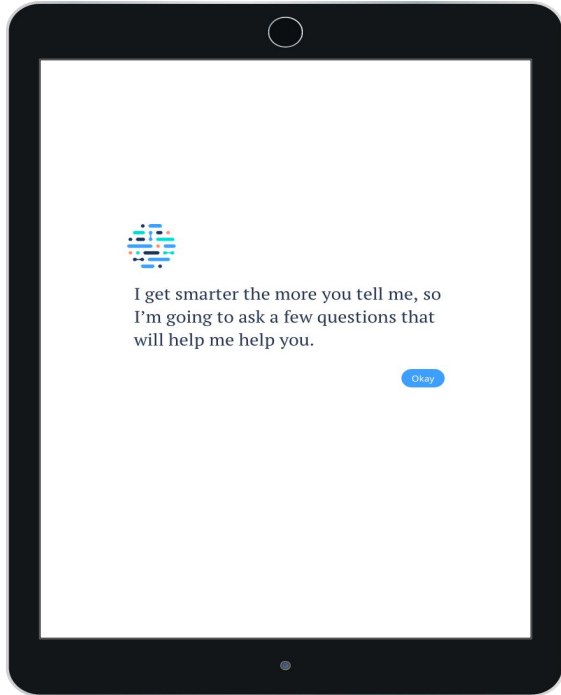 I get smarter the more you tell me, so
I’m going to ask a few questions that
will help me help you.
Okay